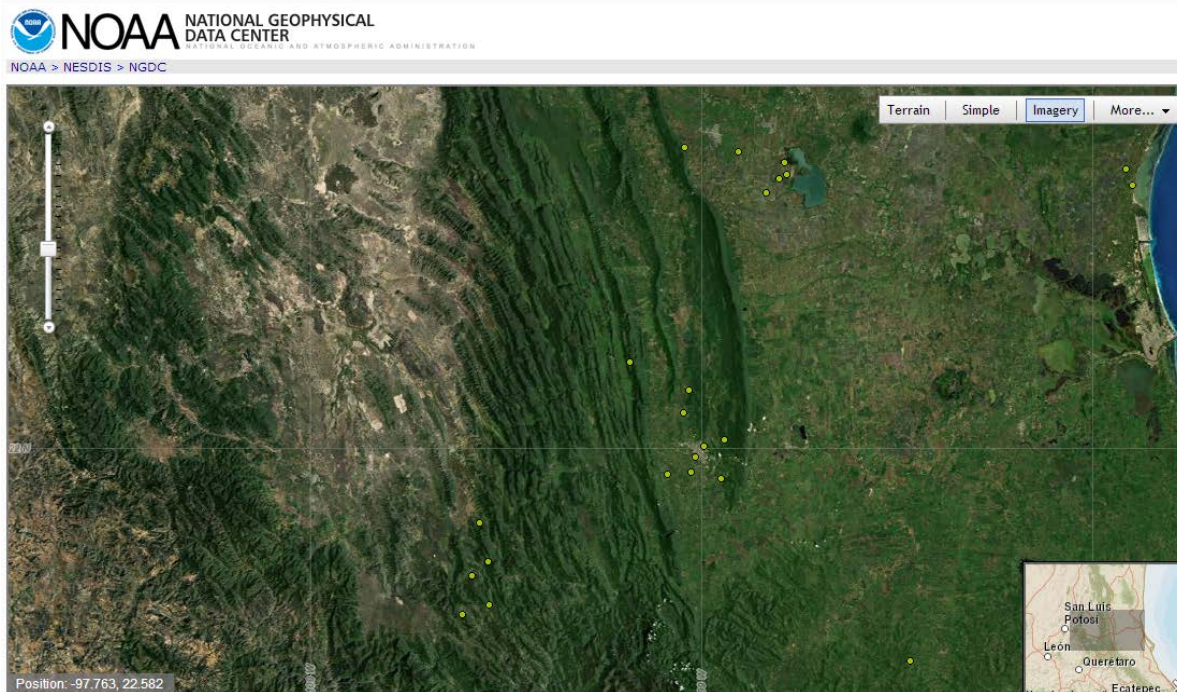 NOAA
NOAA NATIONAL GEOPHYSICAL
DATA CENTER
NATIONAL OCEANIC AND ATMOSPHERIC ADMINISTRATION
NOAA > NESDIS > NGDC
Terrain Simple Imagery More...
San Luis
Potosí
León
Querétaro
Ecatepec
Position: -97.763, 22.582